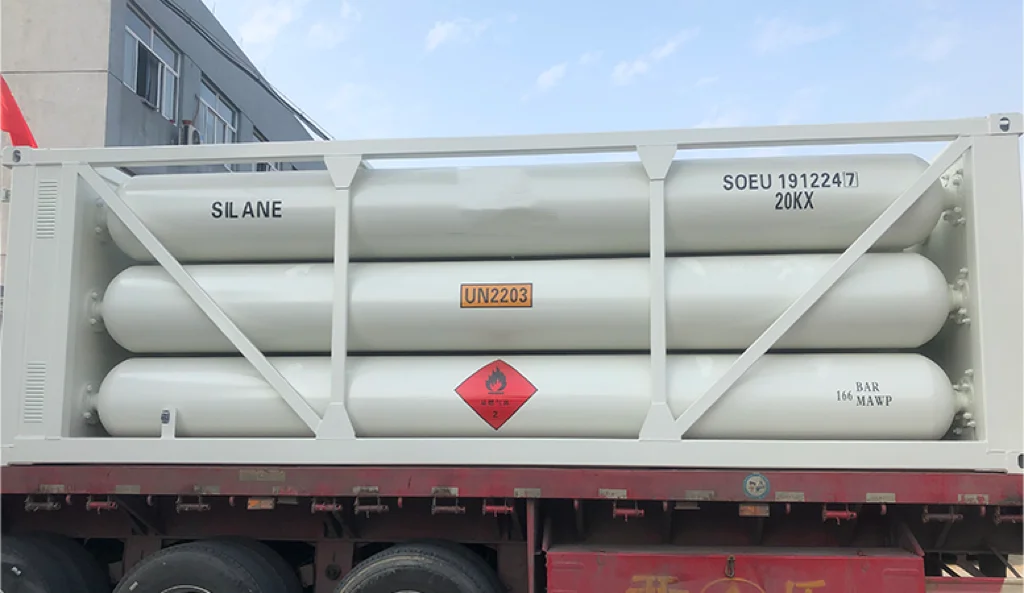 SILANE
SOEU 191224 7
20KX
UN2203
2
BAR
166 MAWP